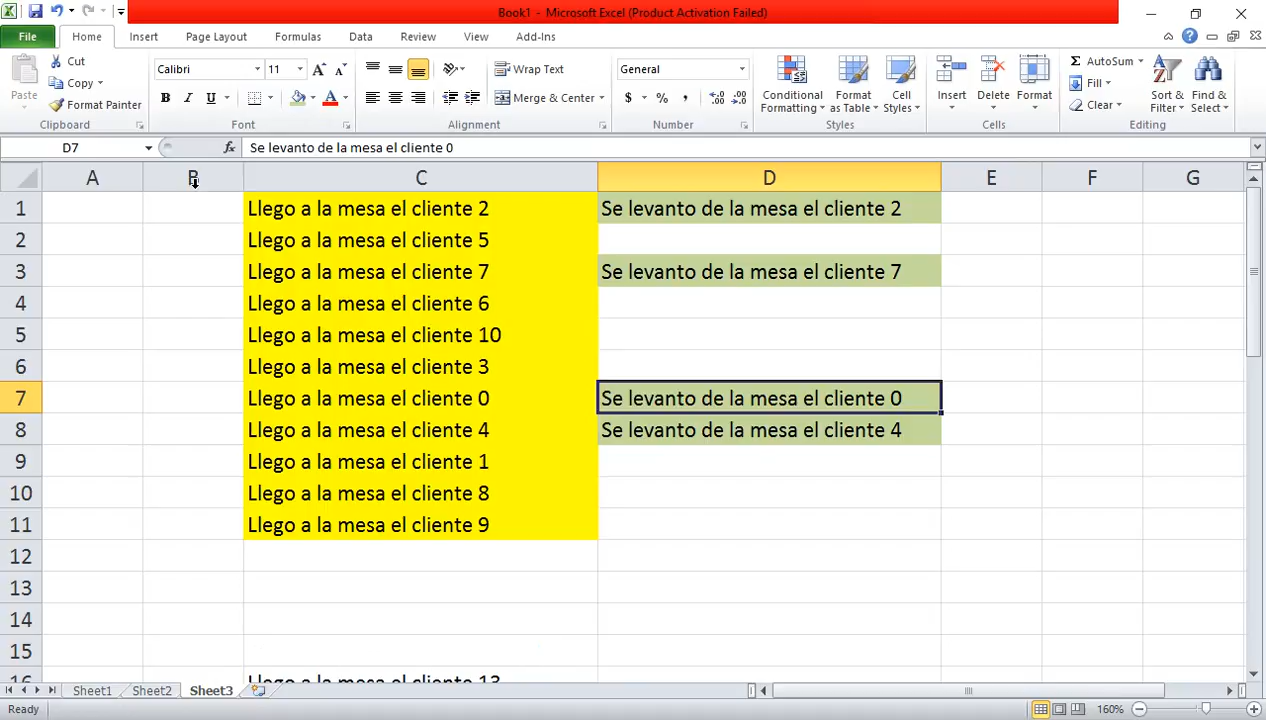 Book1 - Microsoft Excel (Product Activation Failed)
File Home Insert Page Layout Formulas Data Review View Add-Ins
Paste
Cut
Copy
Format Painter
Clipboard
Calibri 11
B I U
Font
Wrap Text
Merge & Center
Alignment
General
$ % ,
Number
Conditional Formatting
Format as Table
Cell Styles
Styles
Insert
Delete
Format
Cells
Σ AutoSum
Fill
Clear
Sort & Filter
Find & Select
Editing
D7 fx Se levanto de la mesa el cliente 0
A B C D E F G
1 Llego a la mesa el cliente 2 Se levanto de la mesa el cliente 2
2 Llego a la mesa el cliente 5
3 Llego a la mesa el cliente 7 Se levanto de la mesa el cliente 7
4 Llego a la mesa el cliente 6
5 Llego a la mesa el cliente 10
6 Llego a la mesa el cliente 3
7 Llego a la mesa el cliente 0 Se levanto de la mesa el cliente 0
8 Llego a la mesa el cliente 4 Se levanto de la mesa el cliente 4
9 Llego a la mesa el cliente 1
10 Llego a la mesa el cliente 8
11 Llego a la mesa el cliente 9
12
13
14
15
16 Llego a la mesa el cliente 13
Sheet1 Sheet2 Sheet3
Ready 160%